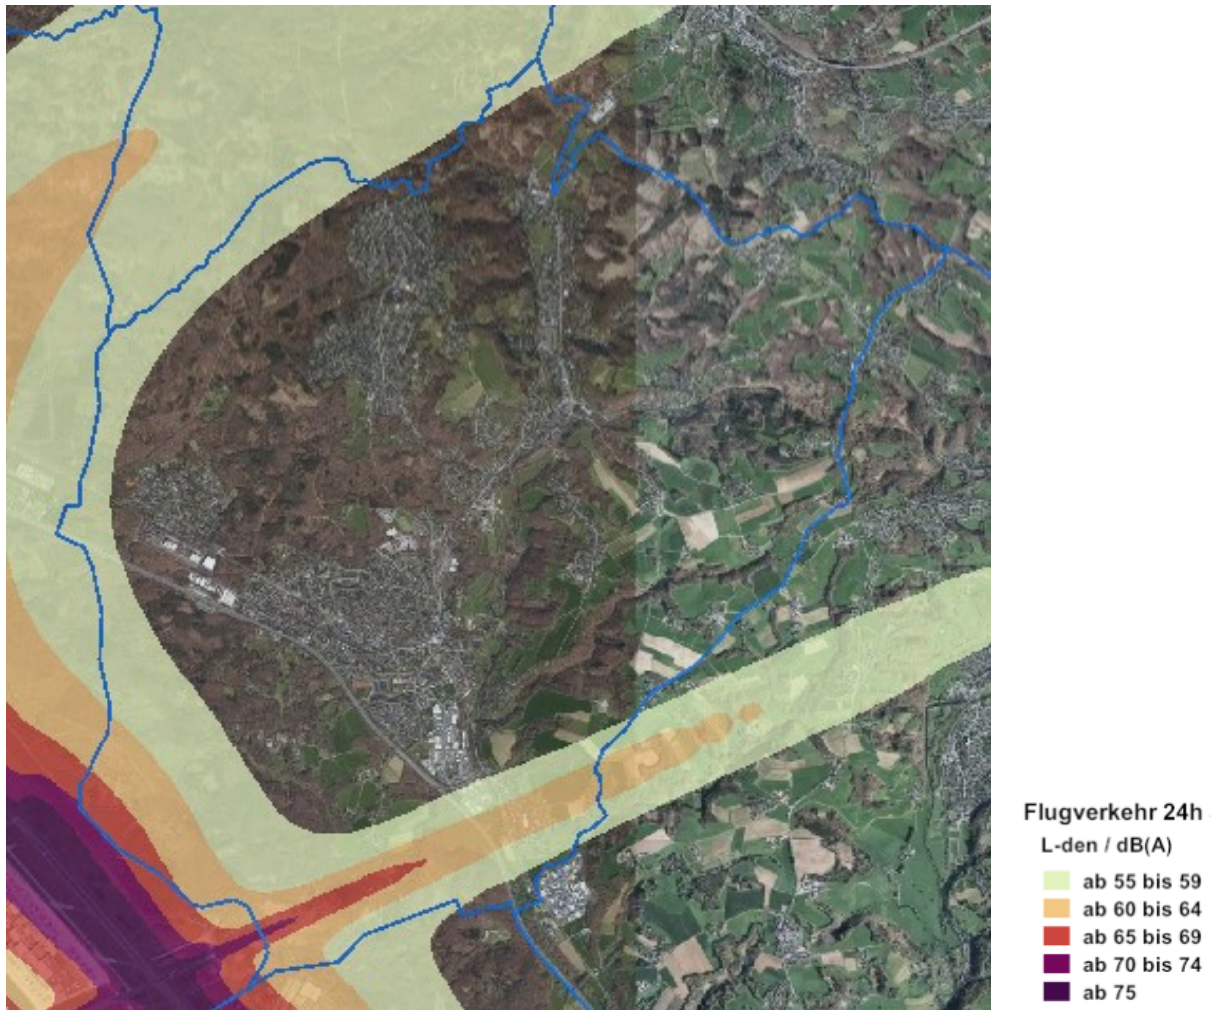 Flugverkehr 24h
L-den / dB(A)
ab 55 bis 59
ab 60 bis 64
ab 65 bis 69
ab 70 bis 74
ab 75